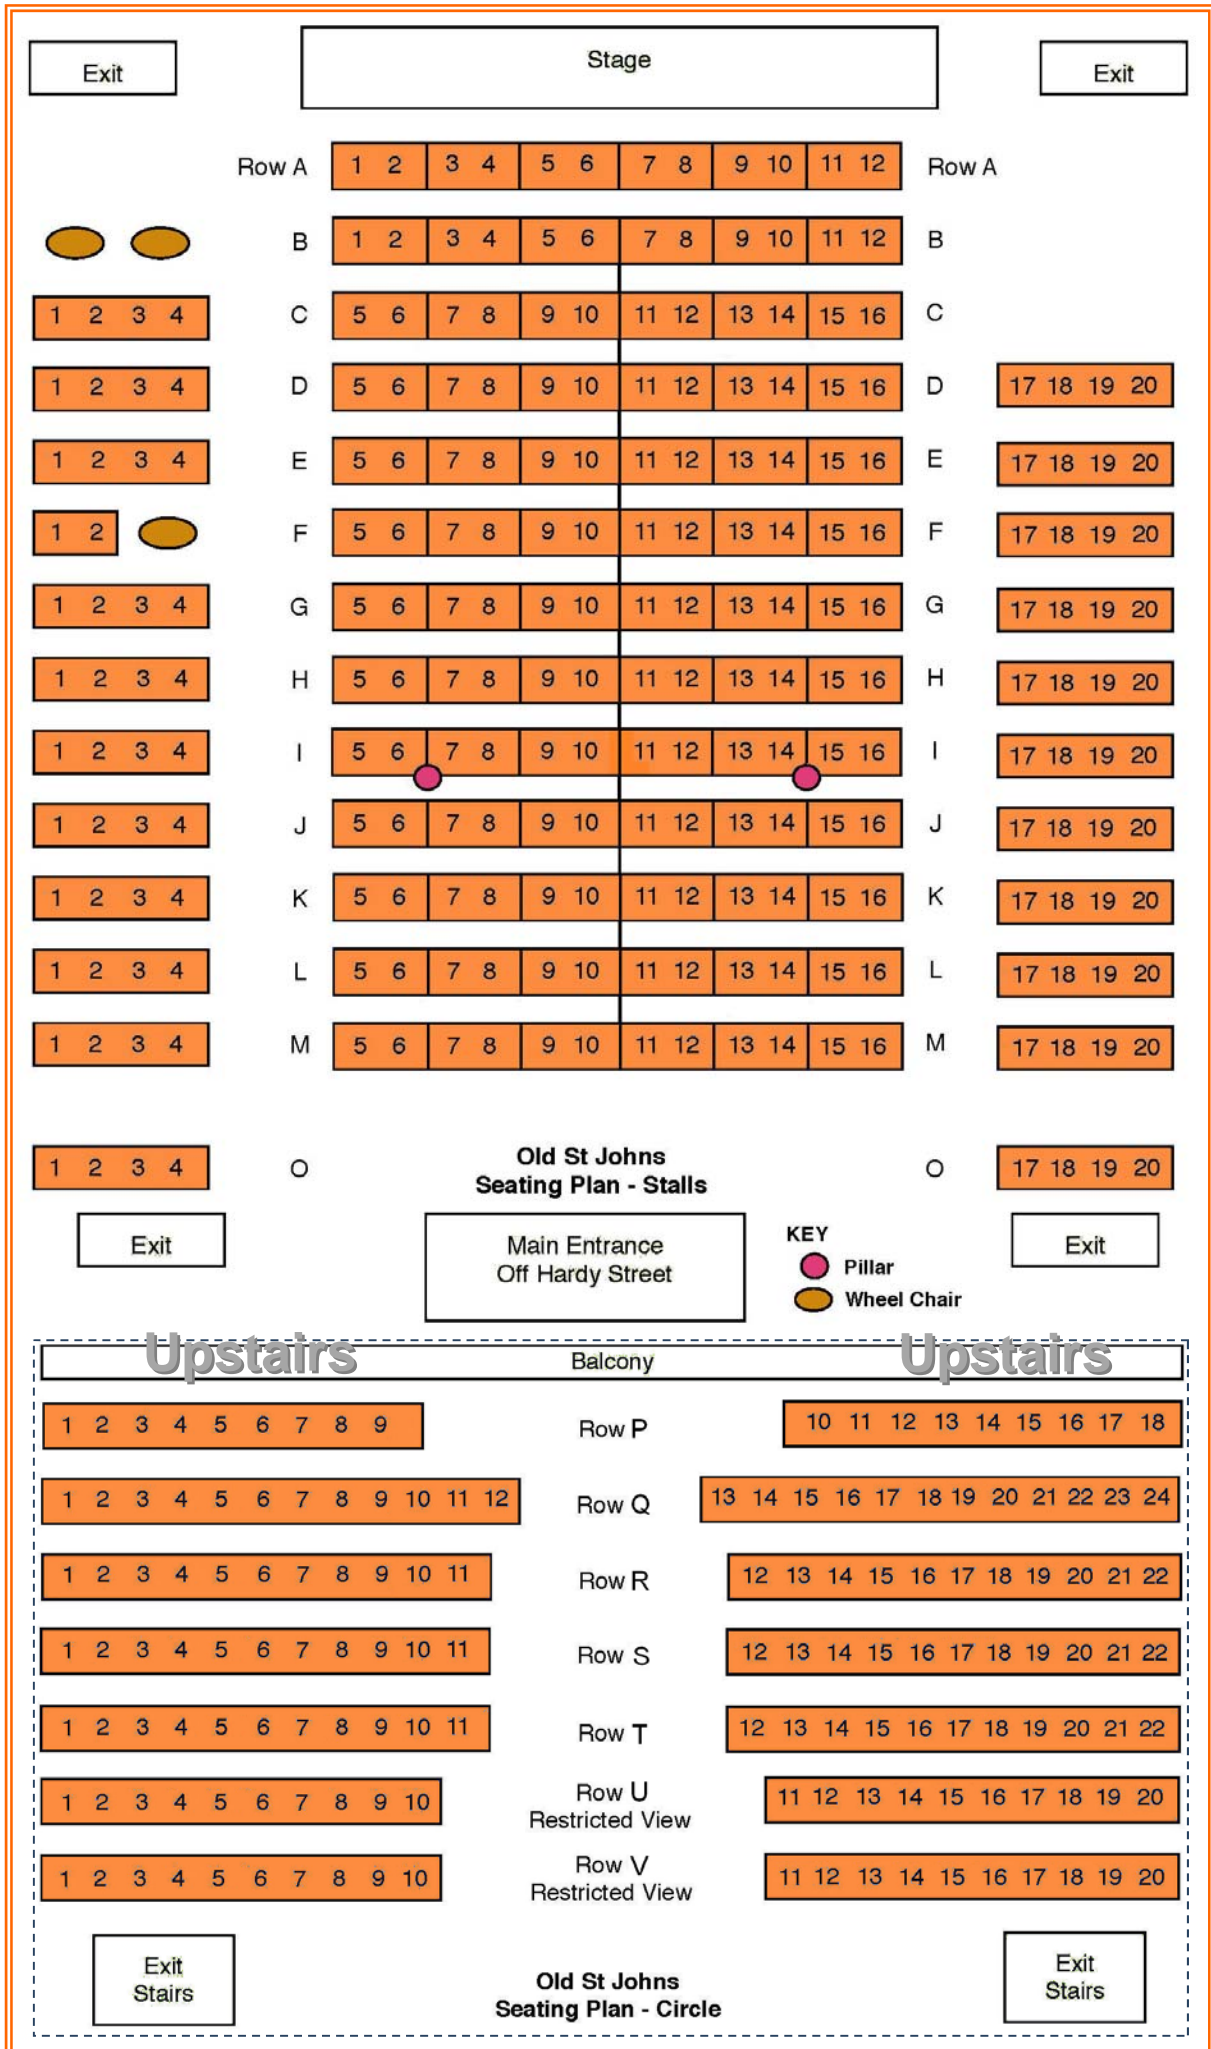 Exit Stage Exit
Row A 1 2 3 4 5 6 7 8 9 10 11 12 Row A
B 1 2 3 4 5 6 7 8 9 10 11 12 B
1 2 3 4 C 5 6 7 8 9 10 11 12 13 14 15 16 C
1 2 3 4 D 5 6 7 8 9 10 11 12 13 14 15 16 D 17 18 19 20
1 2 3 4 E 5 6 7 8 9 10 11 12 13 14 15 16 E 17 18 19 20
1 2 F 5 6 7 8 9 10 11 12 13 14 15 16 F 17 18 19 20
1 2 3 4 G 5 6 7 8 9 10 11 12 13 14 15 16 G 17 18 19 20
1 2 3 4 H 5 6 7 8 9 10 11 12 13 14 15 16 H 17 18 19 20
1 2 3 4 I 5 6 7 8 9 10 11 12 13 14 15 16 I 17 18 19 20
1 2 3 4 J 5 6 7 8 9 10 11 12 13 14 15 16 J 17 18 19 20
1 2 3 4 K 5 6 7 8 9 10 11 12 13 14 15 16 K 17 18 19 20
1 2 3 4 L 5 6 7 8 9 10 11 12 13 14 15 16 L 17 18 19 20
1 2 3 4 M 5 6 7 8 9 10 11 12 13 14 15 16 M 17 18 19 20
1 2 3 4 O O 17 18 19 20
Old St Johns
Seating Plan - Stalls
Exit
Main Entrance
Off Hardy Street
KEY
Pillar
Wheel Chair
Exit
Upstairs Balcony Upstairs
1 2 3 4 5 6 7 8 9 Row P 10 11 12 13 14 15 16 17 18
1 2 3 4 5 6 7 8 9 10 11 12 Row Q 13 14 15 16 17 18 19 20 21 22 23 24
1 2 3 4 5 6 7 8 9 10 11 Row R 12 13 14 15 16 17 18 19 20 21 22
1 2 3 4 5 6 7 8 9 10 11 Row S 12 13 14 15 16 17 18 19 20 21 22
1 2 3 4 5 6 7 8 9 10 11 Row T 12 13 14 15 16 17 18 19 20 21 22
1 2 3 4 5 6 7 8 9 10 Row U 11 12 13 14 15 16 17 18 19 20
Restricted View
1 2 3 4 5 6 7 8 9 10 Row V 11 12 13 14 15 16 17 18 19 20
Restricted View
Exit
Stairs
Old St Johns
Seating Plan - Circle
Exit
Stairs